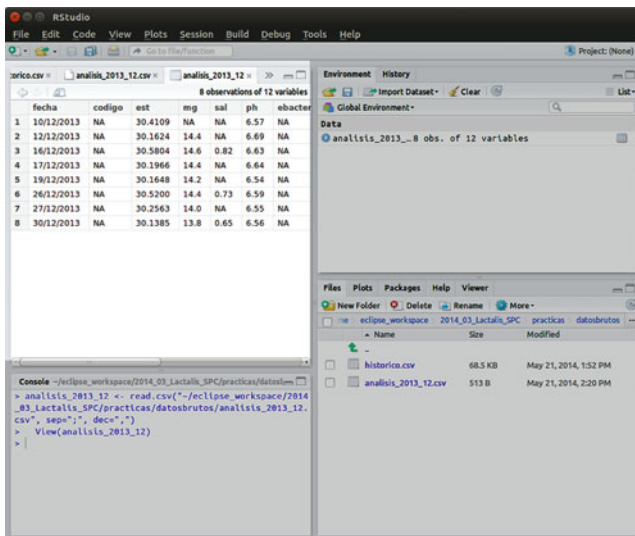 RStudio
File Edit Code View Plots Session Build Debug Tools Help
Go to file/function
Project: (None)
torico.csv × analisis_2013_12.csv × analisis_2013_12 ×
8 observations of 12 variables
fecha codigo est mg sal ph ebacter
1 10/12/2013 NA 30.4109 NA NA 6.57 NA
2 12/12/2013 NA 30.1624 14.4 NA 6.69 NA
3 16/12/2013 NA 30.5804 14.6 0.82 6.63 NA
4 17/12/2013 NA 30.1966 14.4 NA 6.64 NA
5 19/12/2013 NA 30.1648 14.2 NA 6.54 NA
6 26/12/2013 NA 30.5200 14.4 0.73 6.59 NA
7 27/12/2013 NA 30.2563 14.0 NA 6.55 NA
8 30/12/2013 NA 30.1385 13.8 0.65 6.56 NA
Console ~/eclipse_workspace/2014_03_Lactalis_SPC/practicas/datost
> analisis_2013_12 <- read.csv("~/eclipse_workspace/2014
_03_Lactalis_SPC/practicas/datosbrutos/analisis_2013_12.
csv", sep=";", dec=",")
> View(analisis_2013_12)
>
Environment History
Import Dataset Clear List
Global Environment
Data
analisis_2013_…8 obs. of 12 variables
Files Plots Packages Help Viewer
New Folder Delete Rename More
eclipse_workspace 2014_03_Lactalis_SPC practicas datosbrutos
Name Size Modified
..
historico.csv 68.5 KB May 21, 2014, 1:52 PM
analisis_2013_12.csv 513 B May 21, 2014, 2:20 PM